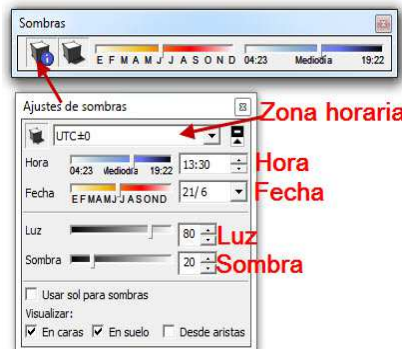 Sombras
E F M A M J J A S O N D 04:23 Mediodía 19:22
Ajustes de sombras
UTC±0
Zona horaria
Hora 04:23 Mediodía 19:22 13:30 Hora
Fecha E F M A M J J A S O N D 21/ 6 Fecha
Luz 80 Luz
Sombra 20 Sombra
Usar sol para sombras
Visualizar:
En caras En suelo Desde aristas